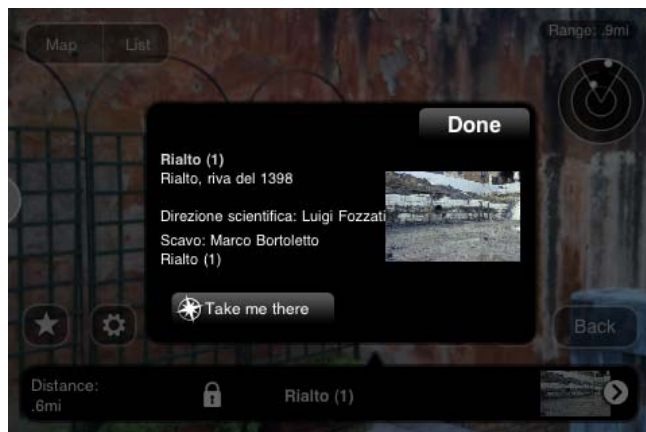 Map
List
Range: .9mi
Done
Rialto (1)
Rialto, riva del 1398
Direzione scientifica: Luigi Fozzati
Scavo: Marco Bortoletto
Rialto (1)
Take me there
Back
Distance:
.6mi
Rialto (1)